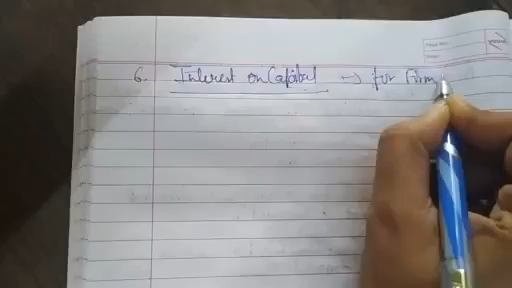 6. Interest on Capital → for Firm